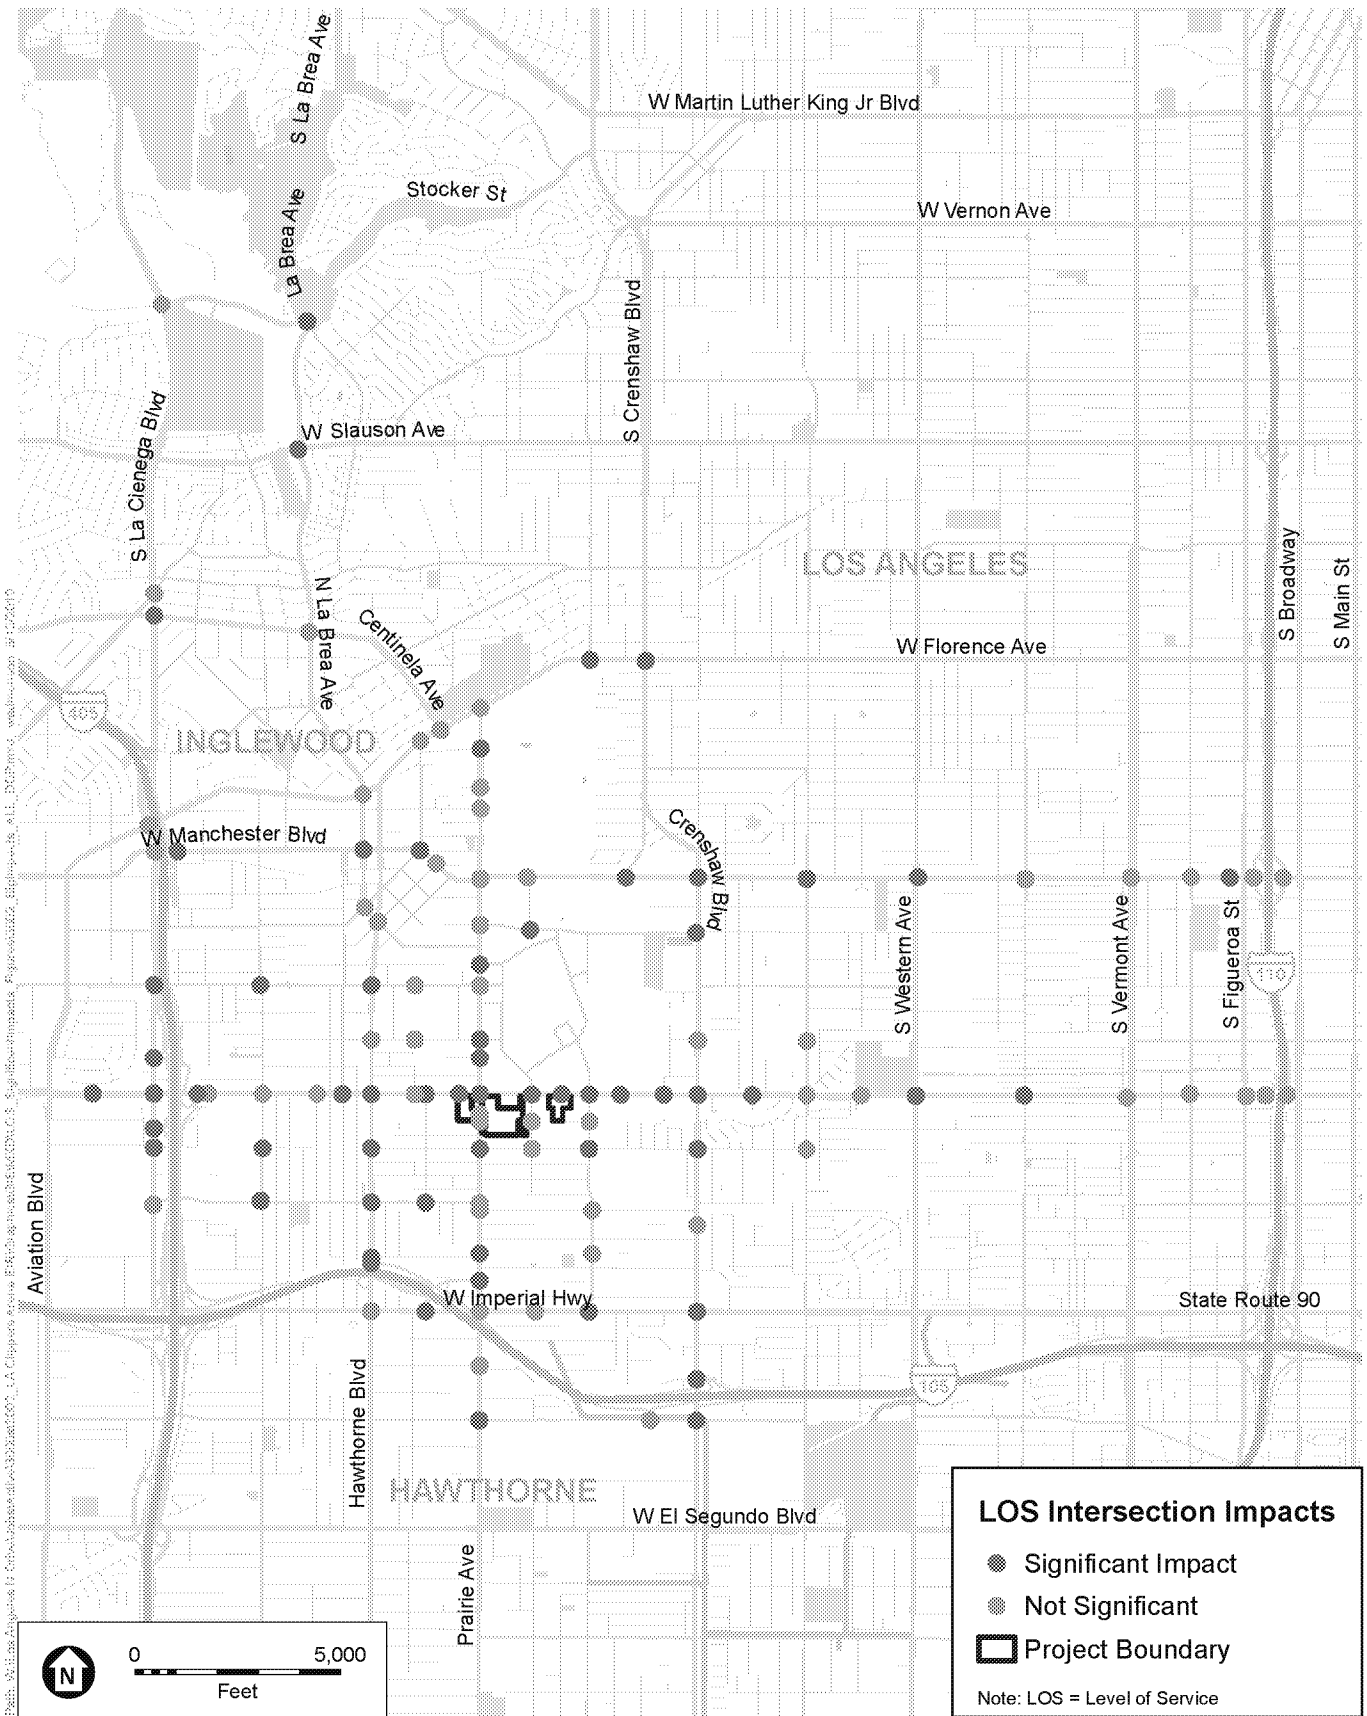 S La Brea Ave
W Martin Luther King Jr Blvd
Stocker St
La Brea Ave
W Vernon Ave
S Crenshaw Blvd
S La Cienega Blvd
W Slauson Ave
LOS ANGELES
S Broadway
S Main St
N La Brea Ave
Centinela Ave
W Florence Ave
405
INGLEWOOD
W Manchester Blvd
Crenshaw Blvd
S Western Ave
S Vermont Ave
S Figueroa St
110
Aviation Blvd
W Imperial Hwy
State Route 90
Hawthorne Blvd
105
HAWTHORNE
W El Segundo Blvd
Prairie Ave
LOS Intersection Impacts
Significant Impact
Not Significant
Project Boundary
Note: LOS = Level of Service
N
0 5,000
Feet